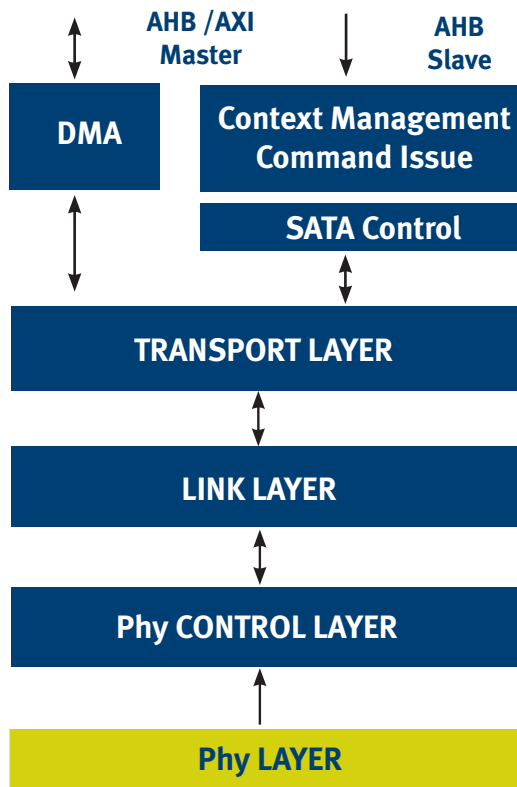 AHB /AXI
Master
AHB
Slave
DMA
Context Management
Command Issue
SATA Control
TRANSPORT LAYER
LINK LAYER
Phy CONTROL LAYER
Phy LAYER